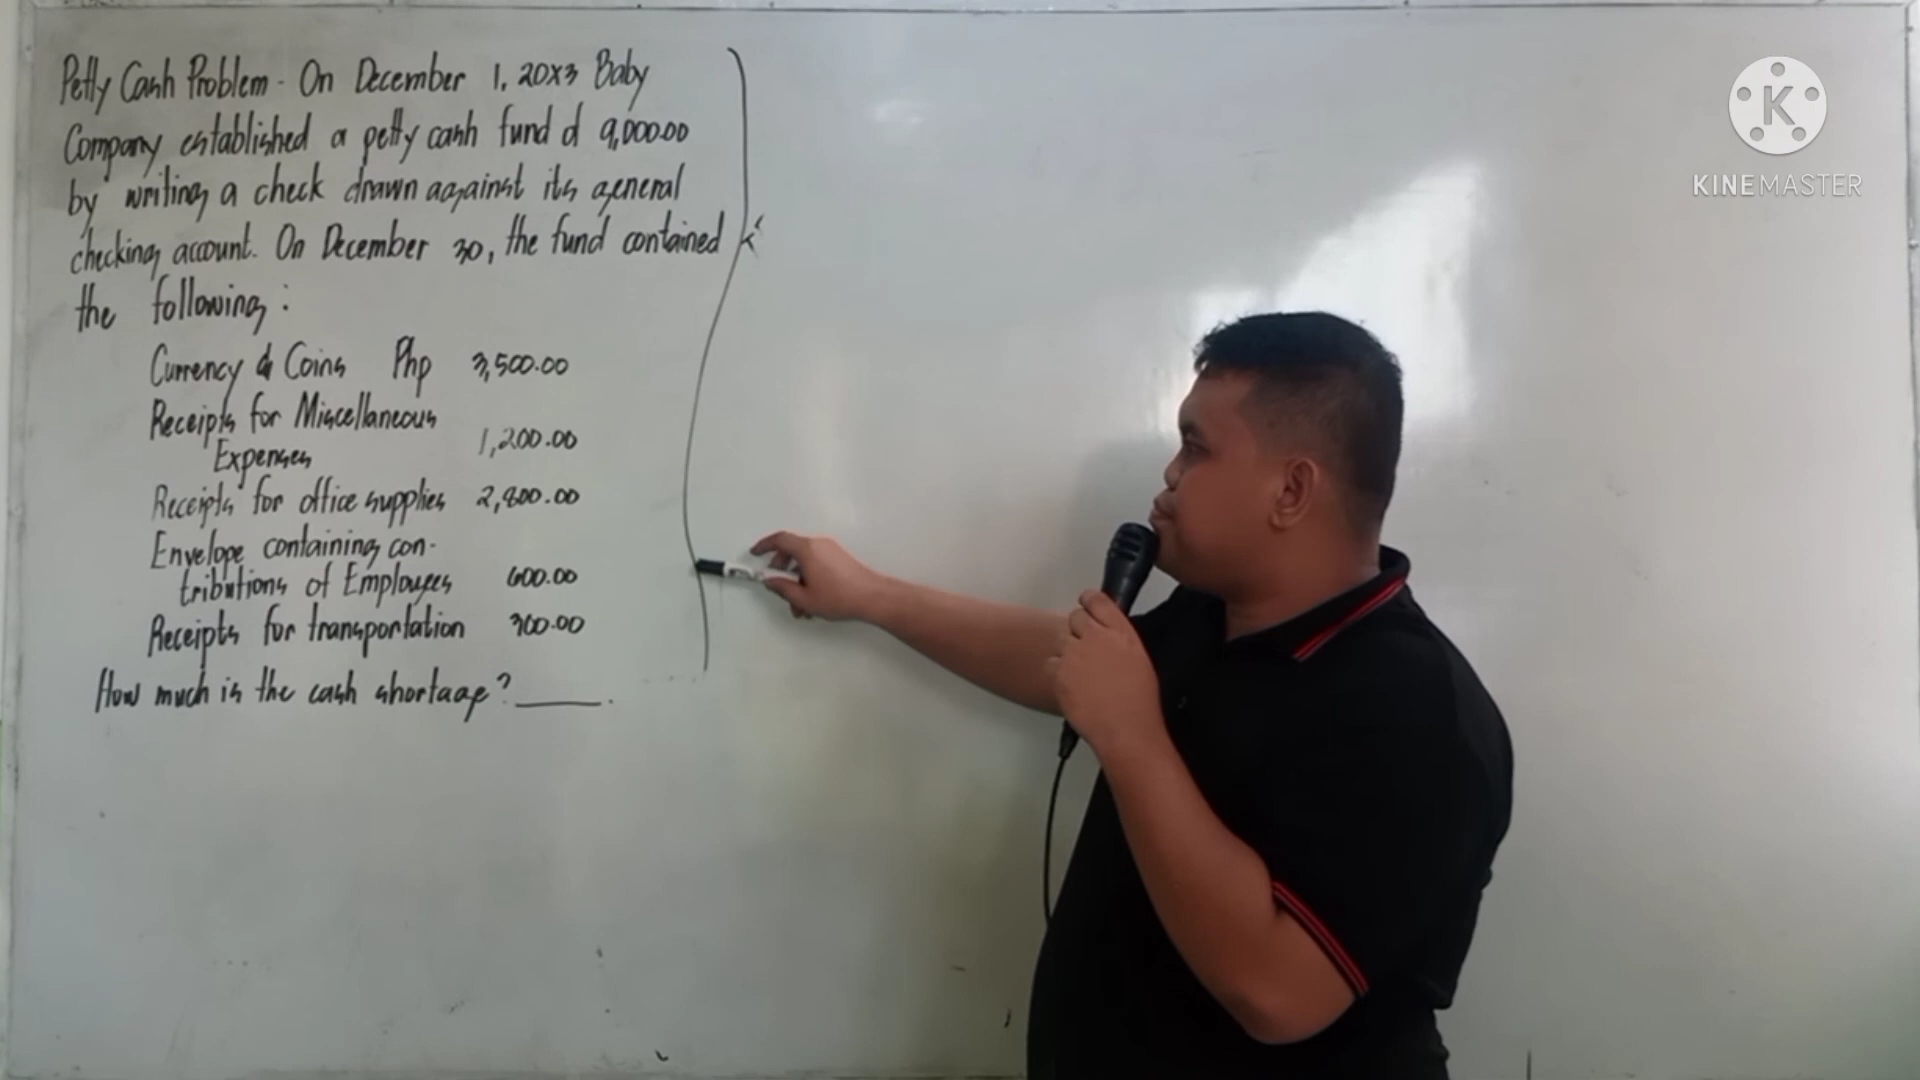 Petty Cash Problem - On December 1, 20x3 Baby
Company established a petty cash fund of 9,000.00
by writing a check drawn against its general
checking account. On December 30, the fund contained
the following:
Currency & Coins Php 3,500.00
Receipts for Miscellaneous
Expenses 1,200.00
Receipts for office supplies 2,800.00
Envelope containing con-
tributions of Employees 600.00
Receipts for transportation 300.00
How much is the cash shortage? ______.
K
KINEMASTER